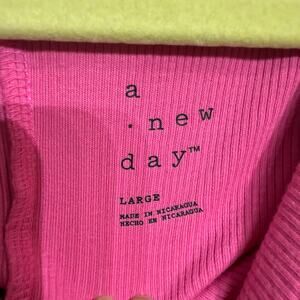 a
· new
day™
LARGE
MADE IN NICARAGUA
HECHO EN NICARAGUA